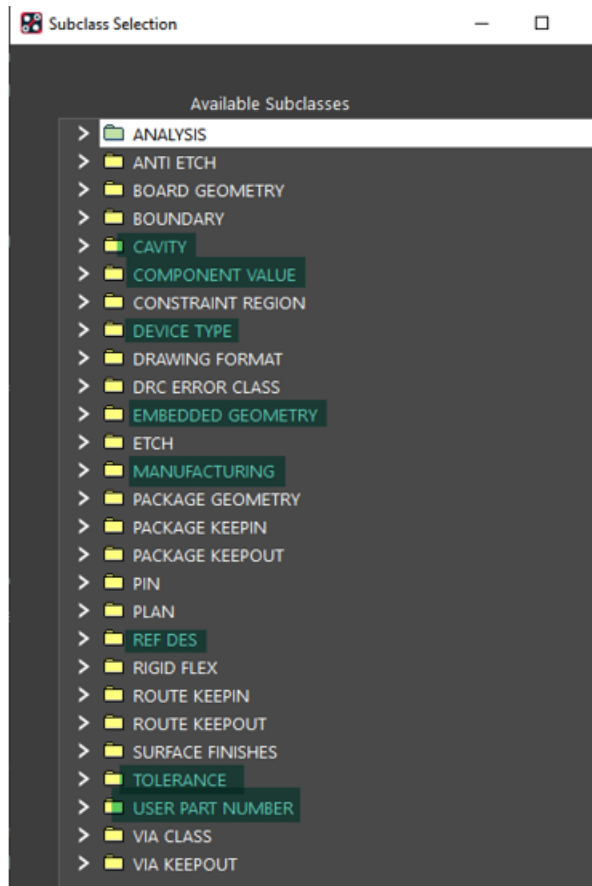 Subclass Selection
Available Subclasses
ANALYSIS
ANTI ETCH
BOARD GEOMETRY
BOUNDARY
CAVITY
COMPONENT VALUE
CONSTRAINT REGION
DEVICE TYPE
DRAWING FORMAT
DRC ERROR CLASS
EMBEDDED GEOMETRY
ETCH
MANUFACTURING
PACKAGE GEOMETRY
PACKAGE KEEPIN
PACKAGE KEEPOUT
PIN
PLAN
REF DES
RIGID FLEX
ROUTE KEEPIN
ROUTE KEEPOUT
SURFACE FINISHES
TOLERANCE
USER PART NUMBER
VIA CLASS
VIA KEEPOUT